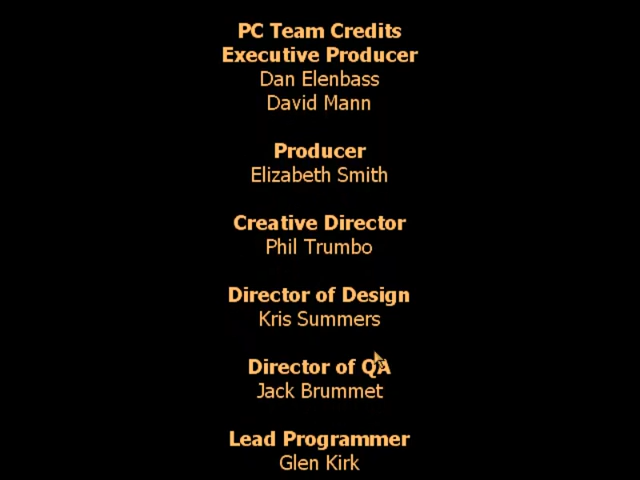 PC Team Credits
Executive Producer
Dan Elenbass
David Mann
Producer
Elizabeth Smith
Creative Director
Phil Trumbo
Director of Design
Kris Summers
Director of QA
Jack Brummet
Lead Programmer
Glen Kirk